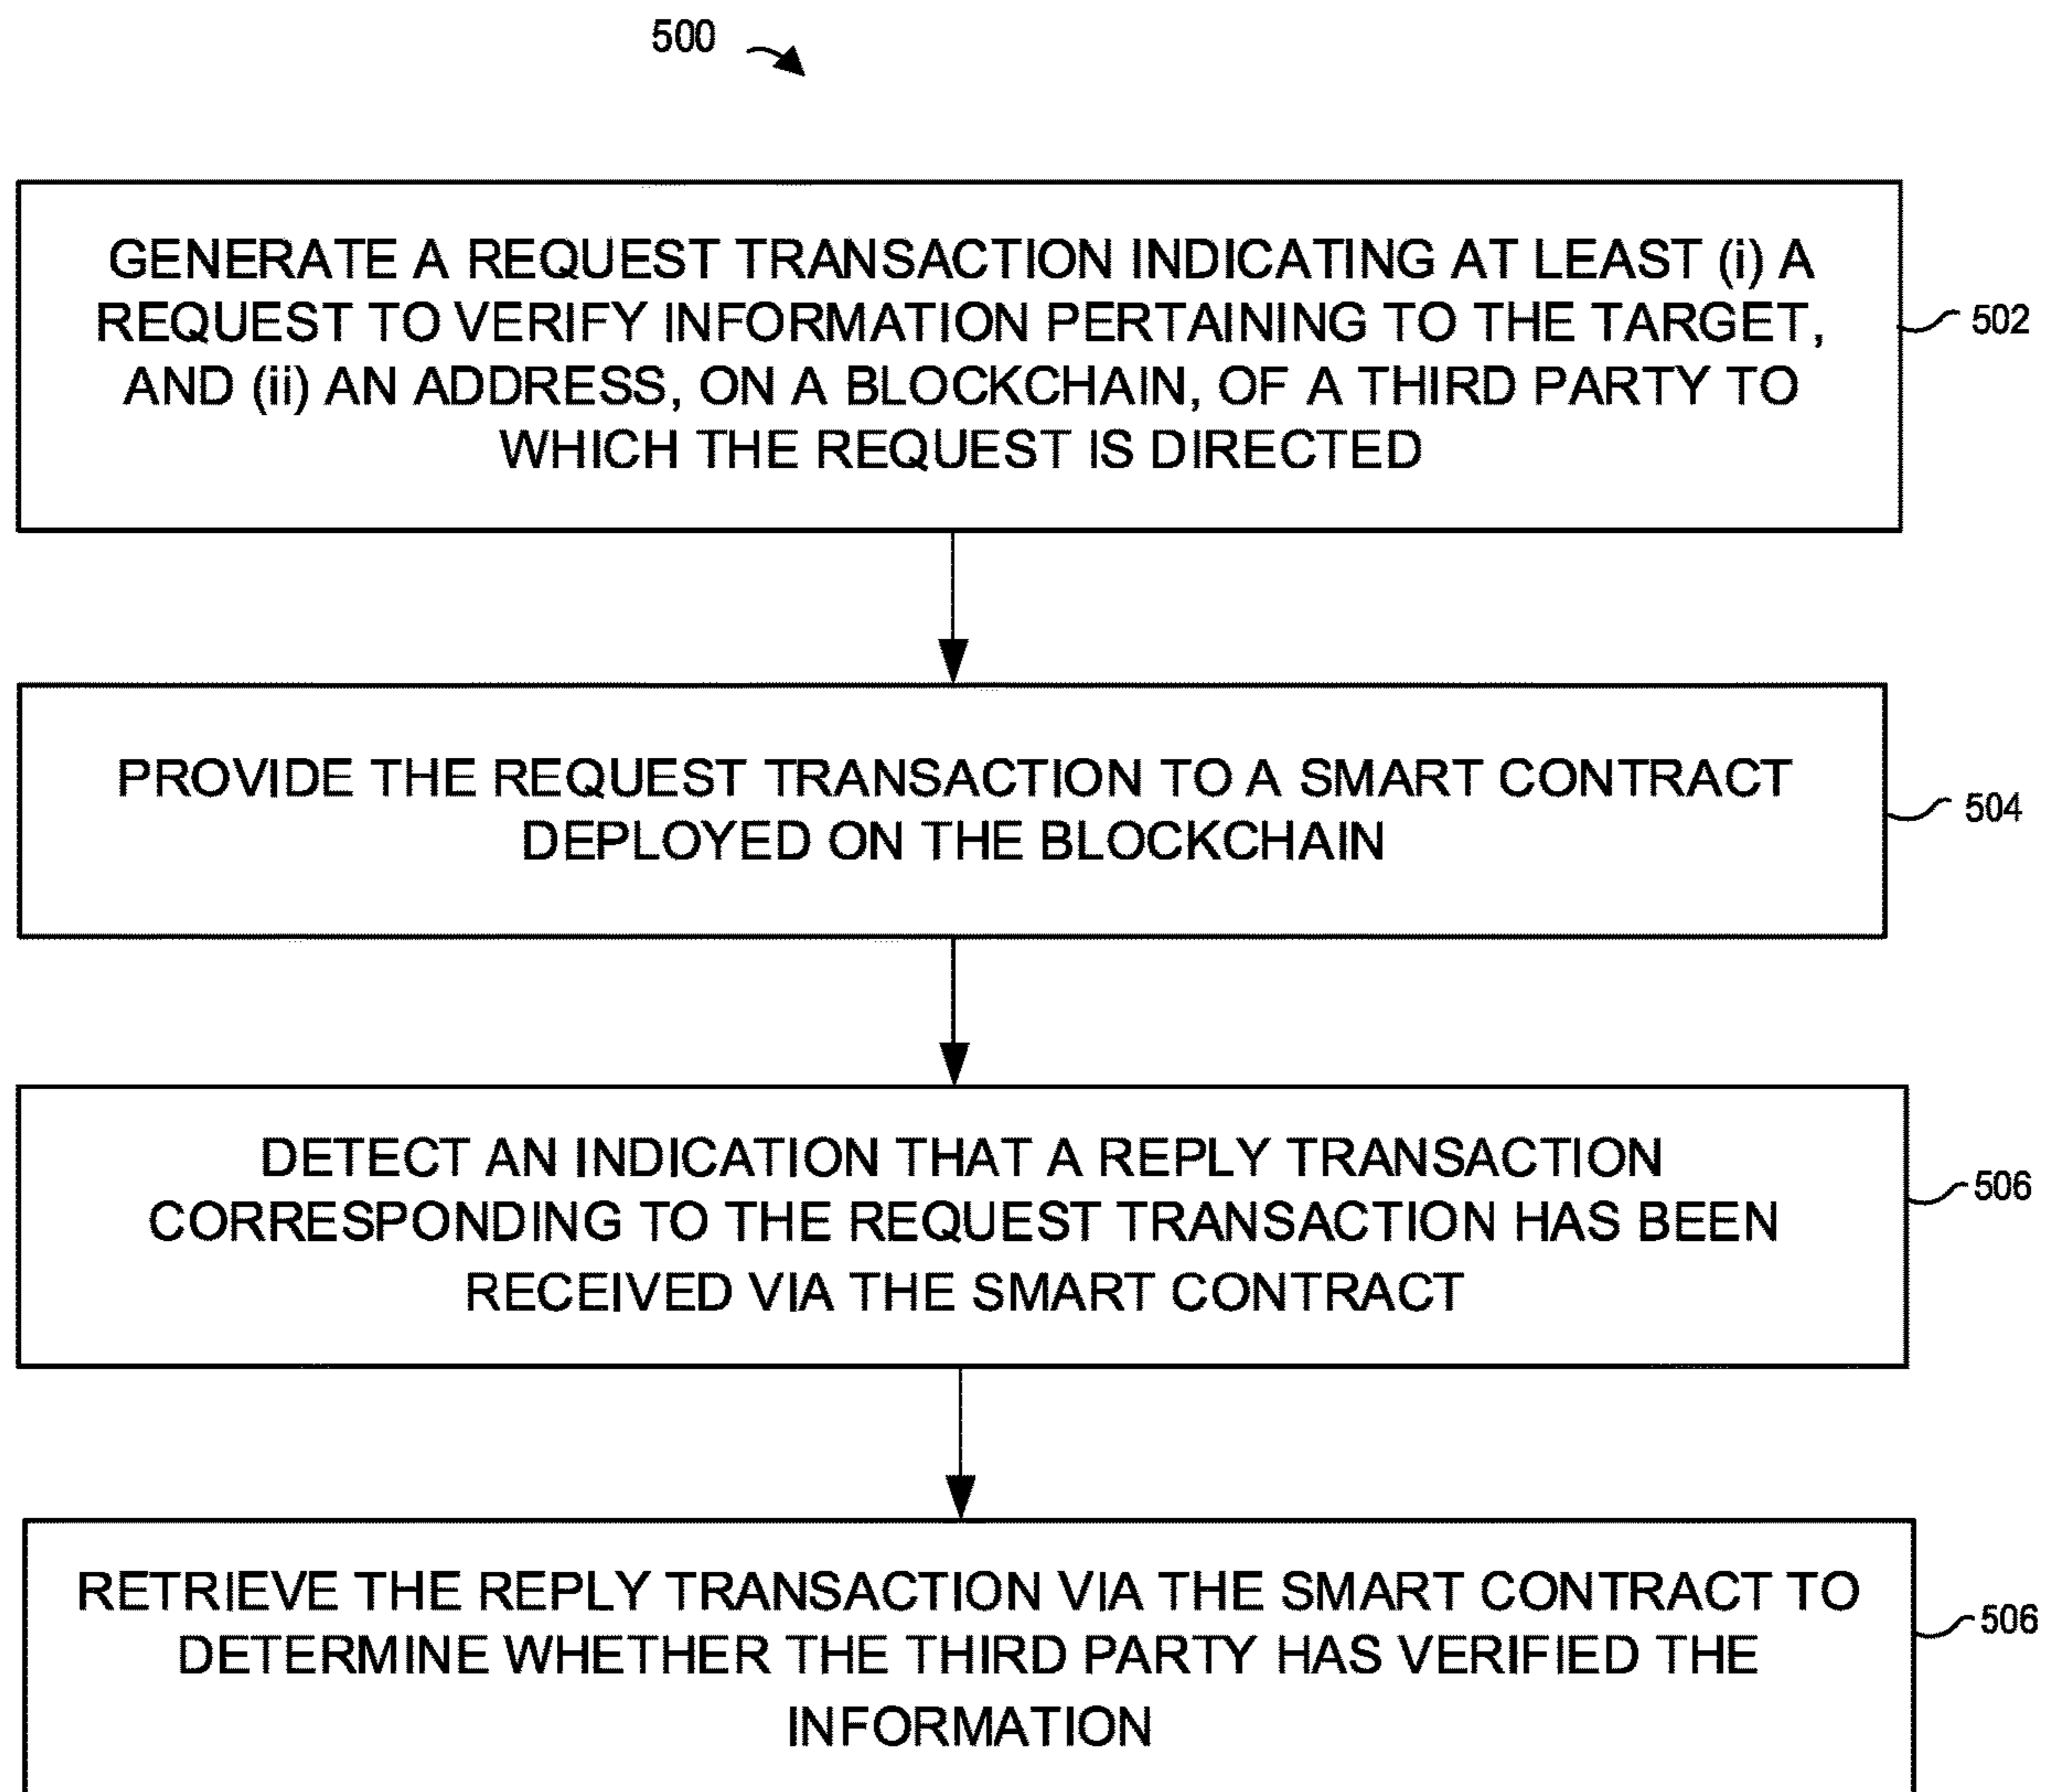 500
GENERATE A REQUEST TRANSACTION INDICATING AT LEAST (i) A
REQUEST TO VERIFY INFORMATION PERTAINING TO THE TARGET,
AND (ii) AN ADDRESS, ON A BLOCKCHAIN, OF A THIRD PARTY TO
WHICH THE REQUEST IS DIRECTED
502
PROVIDE THE REQUEST TRANSACTION TO A SMART CONTRACT
DEPLOYED ON THE BLOCKCHAIN
504
DETECT AN INDICATION THAT A REPLY TRANSACTION
CORRESPONDING TO THE REQUEST TRANSACTION HAS BEEN
RECEIVED VIA THE SMART CONTRACT
506
RETRIEVE THE REPLY TRANSACTION VIA THE SMART CONTRACT TO
DETERMINE WHETHER THE THIRD PARTY HAS VERIFIED THE
INFORMATION
506